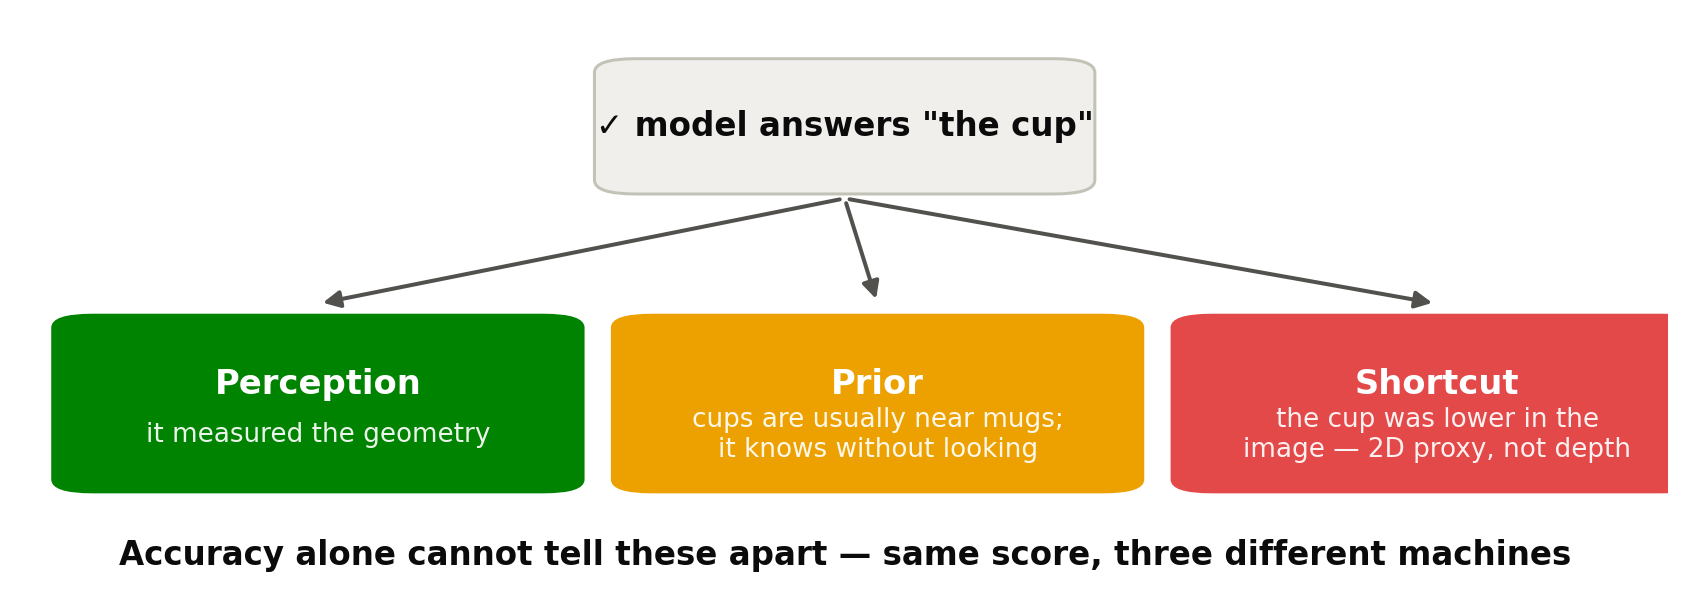 ✓ model answers "the cup"
Perception
it measured the geometry
Prior
cups are usually near mugs;
it knows without looking
Shortcut
the cup was lower in the
image — 2D proxy, not depth
Accuracy alone cannot tell these apart — same score, three different machines